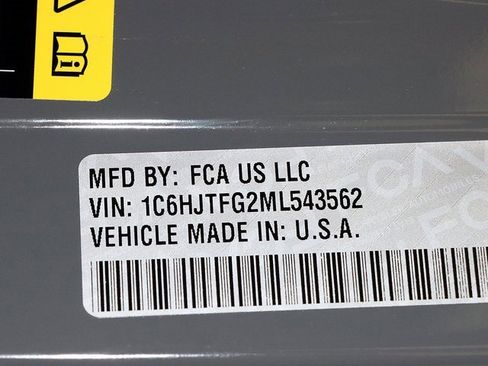 MFD BY: FCA US LLC
VIN: 1C6HJTFG2ML543562
VEHICLE MADE IN: U.S.A.